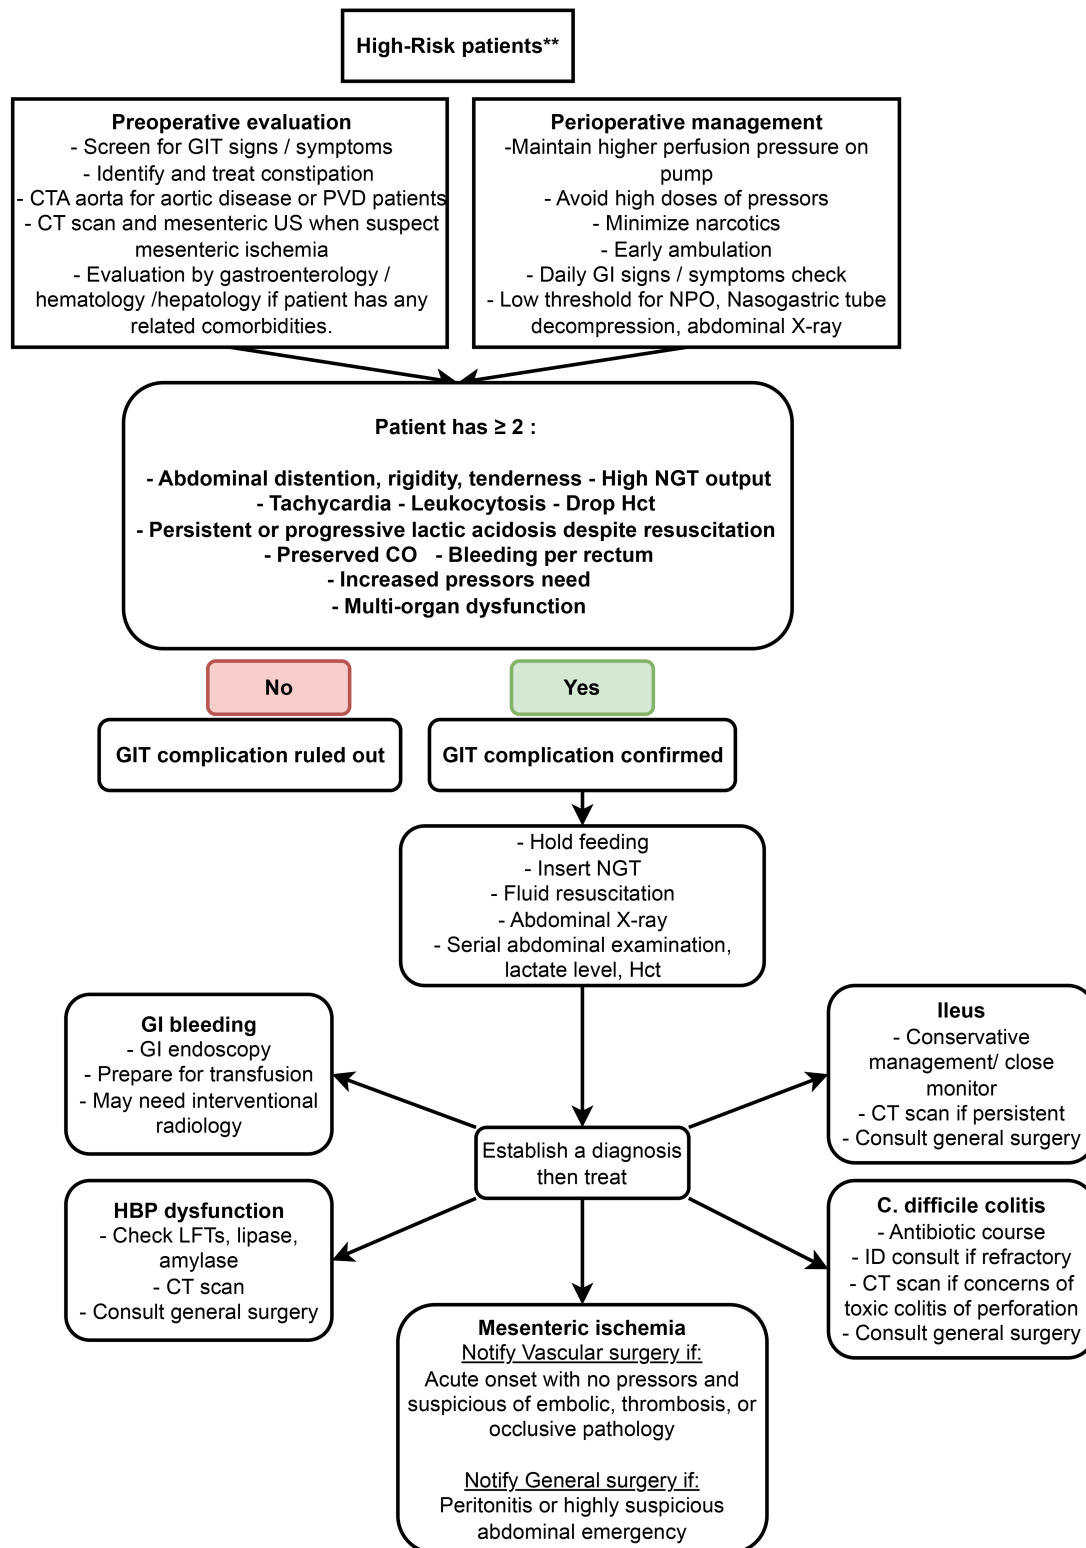 High-Risk patients**
Preoperative evaluation
- Screen for GIT signs / symptoms
- Identify and treat constipation
- CTA aorta for aortic disease or PVD patients
- CT scan and mesenteric US when suspect
mesenteric ischemia
- Evaluation by gastroenterology /
hematology /hepatology if patient has any
related comorbidities.
Perioperative management
-Maintain higher perfusion pressure on
pump
- Avoid high doses of pressors
- Minimize narcotics
- Early ambulation
- Daily GI signs / symptoms check
- Low threshold for NPO, Nasogastric tube
decompression, abdominal X-ray
Patient has ≥ 2 :
- Abdominal distention, rigidity, tenderness - High NGT output
- Tachycardia - Leukocytosis - Drop Hct
- Persistent or progressive lactic acidosis despite resuscitation
- Preserved CO - Bleeding per rectum
- Increased pressors need
- Multi-organ dysfunction
No
Yes
GIT complication ruled out
GIT complication confirmed
- Hold feeding
- Insert NGT
- Fluid resuscitation
- Abdominal X-ray
- Serial abdominal examination,
lactate level, Hct
GI bleeding
- GI endoscopy
- Prepare for transfusion
- May need interventional
radiology
Ileus
- Conservative
management/ close
monitor
- CT scan if persistent
- Consult general surgery
Establish a diagnosis
then treat
HBP dysfunction
- Check LFTs, lipase,
amylase
- CT scan
- Consult general surgery
C. difficile colitis
- Antibiotic course
- ID consult if refractory
- CT scan if concerns of
toxic colitis of perforation
- Consult general surgery
Mesenteric ischemia
Notify Vascular surgery if:
Acute onset with no pressors and
suspicious of embolic, thrombosis, or
occlusive pathology
Notify General surgery if:
Peritonitis or highly suspicious
abdominal emergency